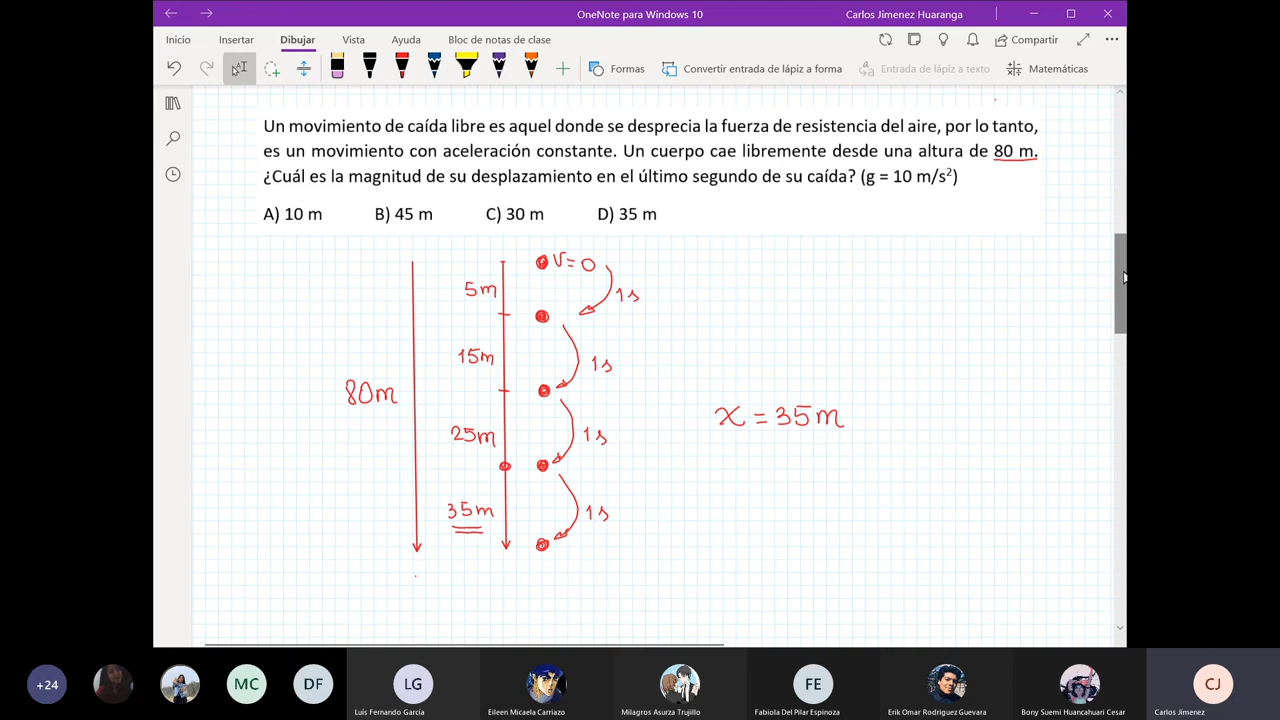 OneNote para Windows 10
Carlos Jimenez Huaranga
Inicio
Insertar
Dibujar
Vista
Ayuda
Bloc de notas de clase
Compartir
Formas
Convertir entrada de lápiz a forma
Entrada de lápiz a texto
Matemáticas
Un movimiento de caída libre es aquel donde se desprecia la fuerza de resistencia del aire, por lo tanto,
es un movimiento con aceleración constante. Un cuerpo cae libremente desde una altura de 80 m.
¿Cuál es la magnitud de su desplazamiento en el último segundo de su caída? (g = 10 m/s²)
A) 10 m B) 45 m C) 30 m D) 35 m
V=0
5m
1s
15m
1s
80m
x = 35m
25m
1s
35m
1s
+24
MC
DF
LG
FE
CJ
Luis Fernando García
Eileen Micaela Carriazo
Milagros Asurza Trujillo
Fabiola Del Pilar Espinoza
Erik Omar Rodriguez Guevara
Bony Suemi Huancahuari Cesar
Carlos Jimenez